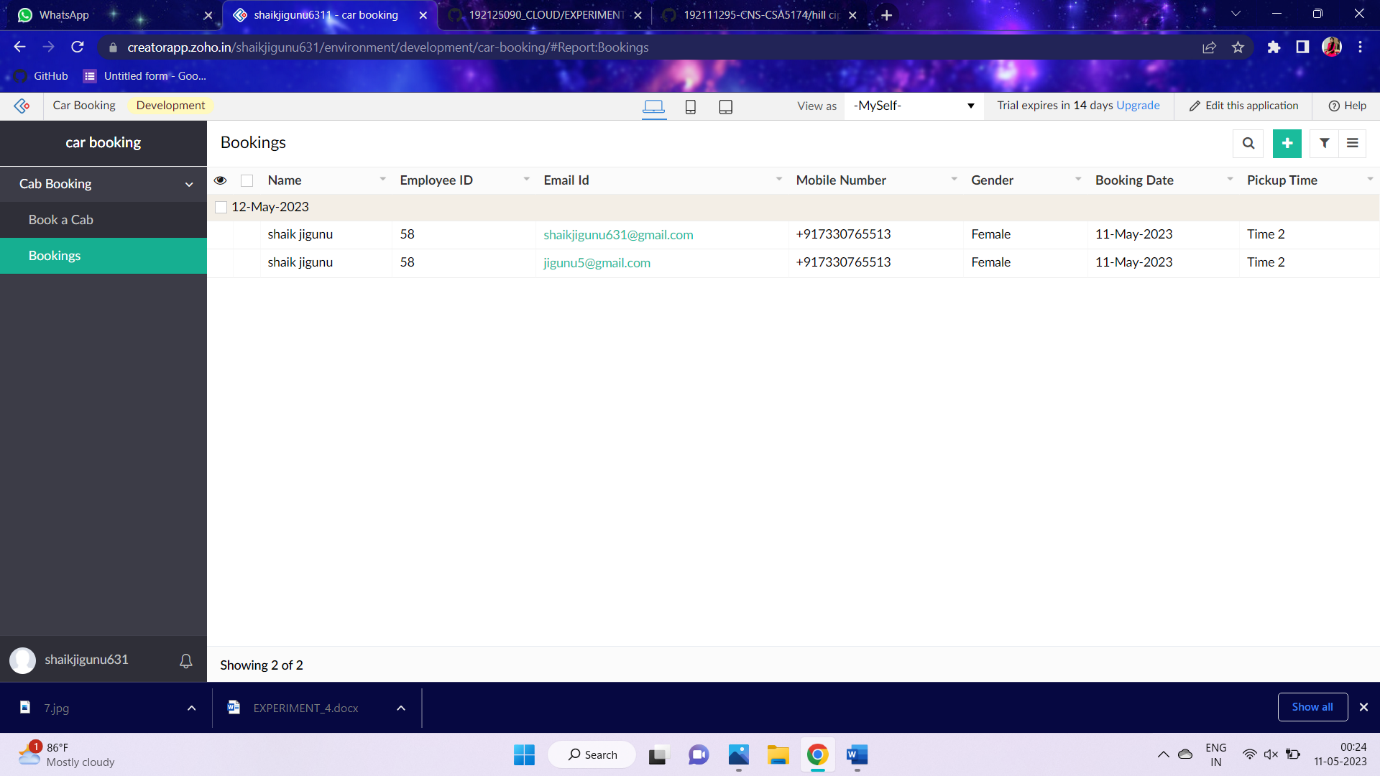 WhatsApp
shaikjigunu6311 - car booking
192125090_CLOUD/EXPERIMENT
192111295-CNS-CSA5174/hill ci
creatorapp.zoho.in/shaikjigunu631/environment/development/car-booking/#Report:Bookings
GitHub
Untitled form - Goo...
Car Booking Development
View as -MySelf-
Trial expires in 14 days Upgrade
Edit this application
Help
car booking
Cab Booking
Book a Cab
Bookings
Bookings
Name Employee ID Email Id Mobile Number Gender Booking Date Pickup Time
12-May-2023
shaik jigunu 58 shaikjigunu631@gmail.com +917330765513 Female 11-May-2023 Time 2
shaik jigunu 58 jigunu5@gmail.com +917330765513 Female 11-May-2023 Time 2
shaikjigunu631
Showing 2 of 2
7.jpg
EXPERIMENT_4.docx
Show all
1
86°F
Mostly cloudy
Search
ENG
IN
00:24
11-05-2023